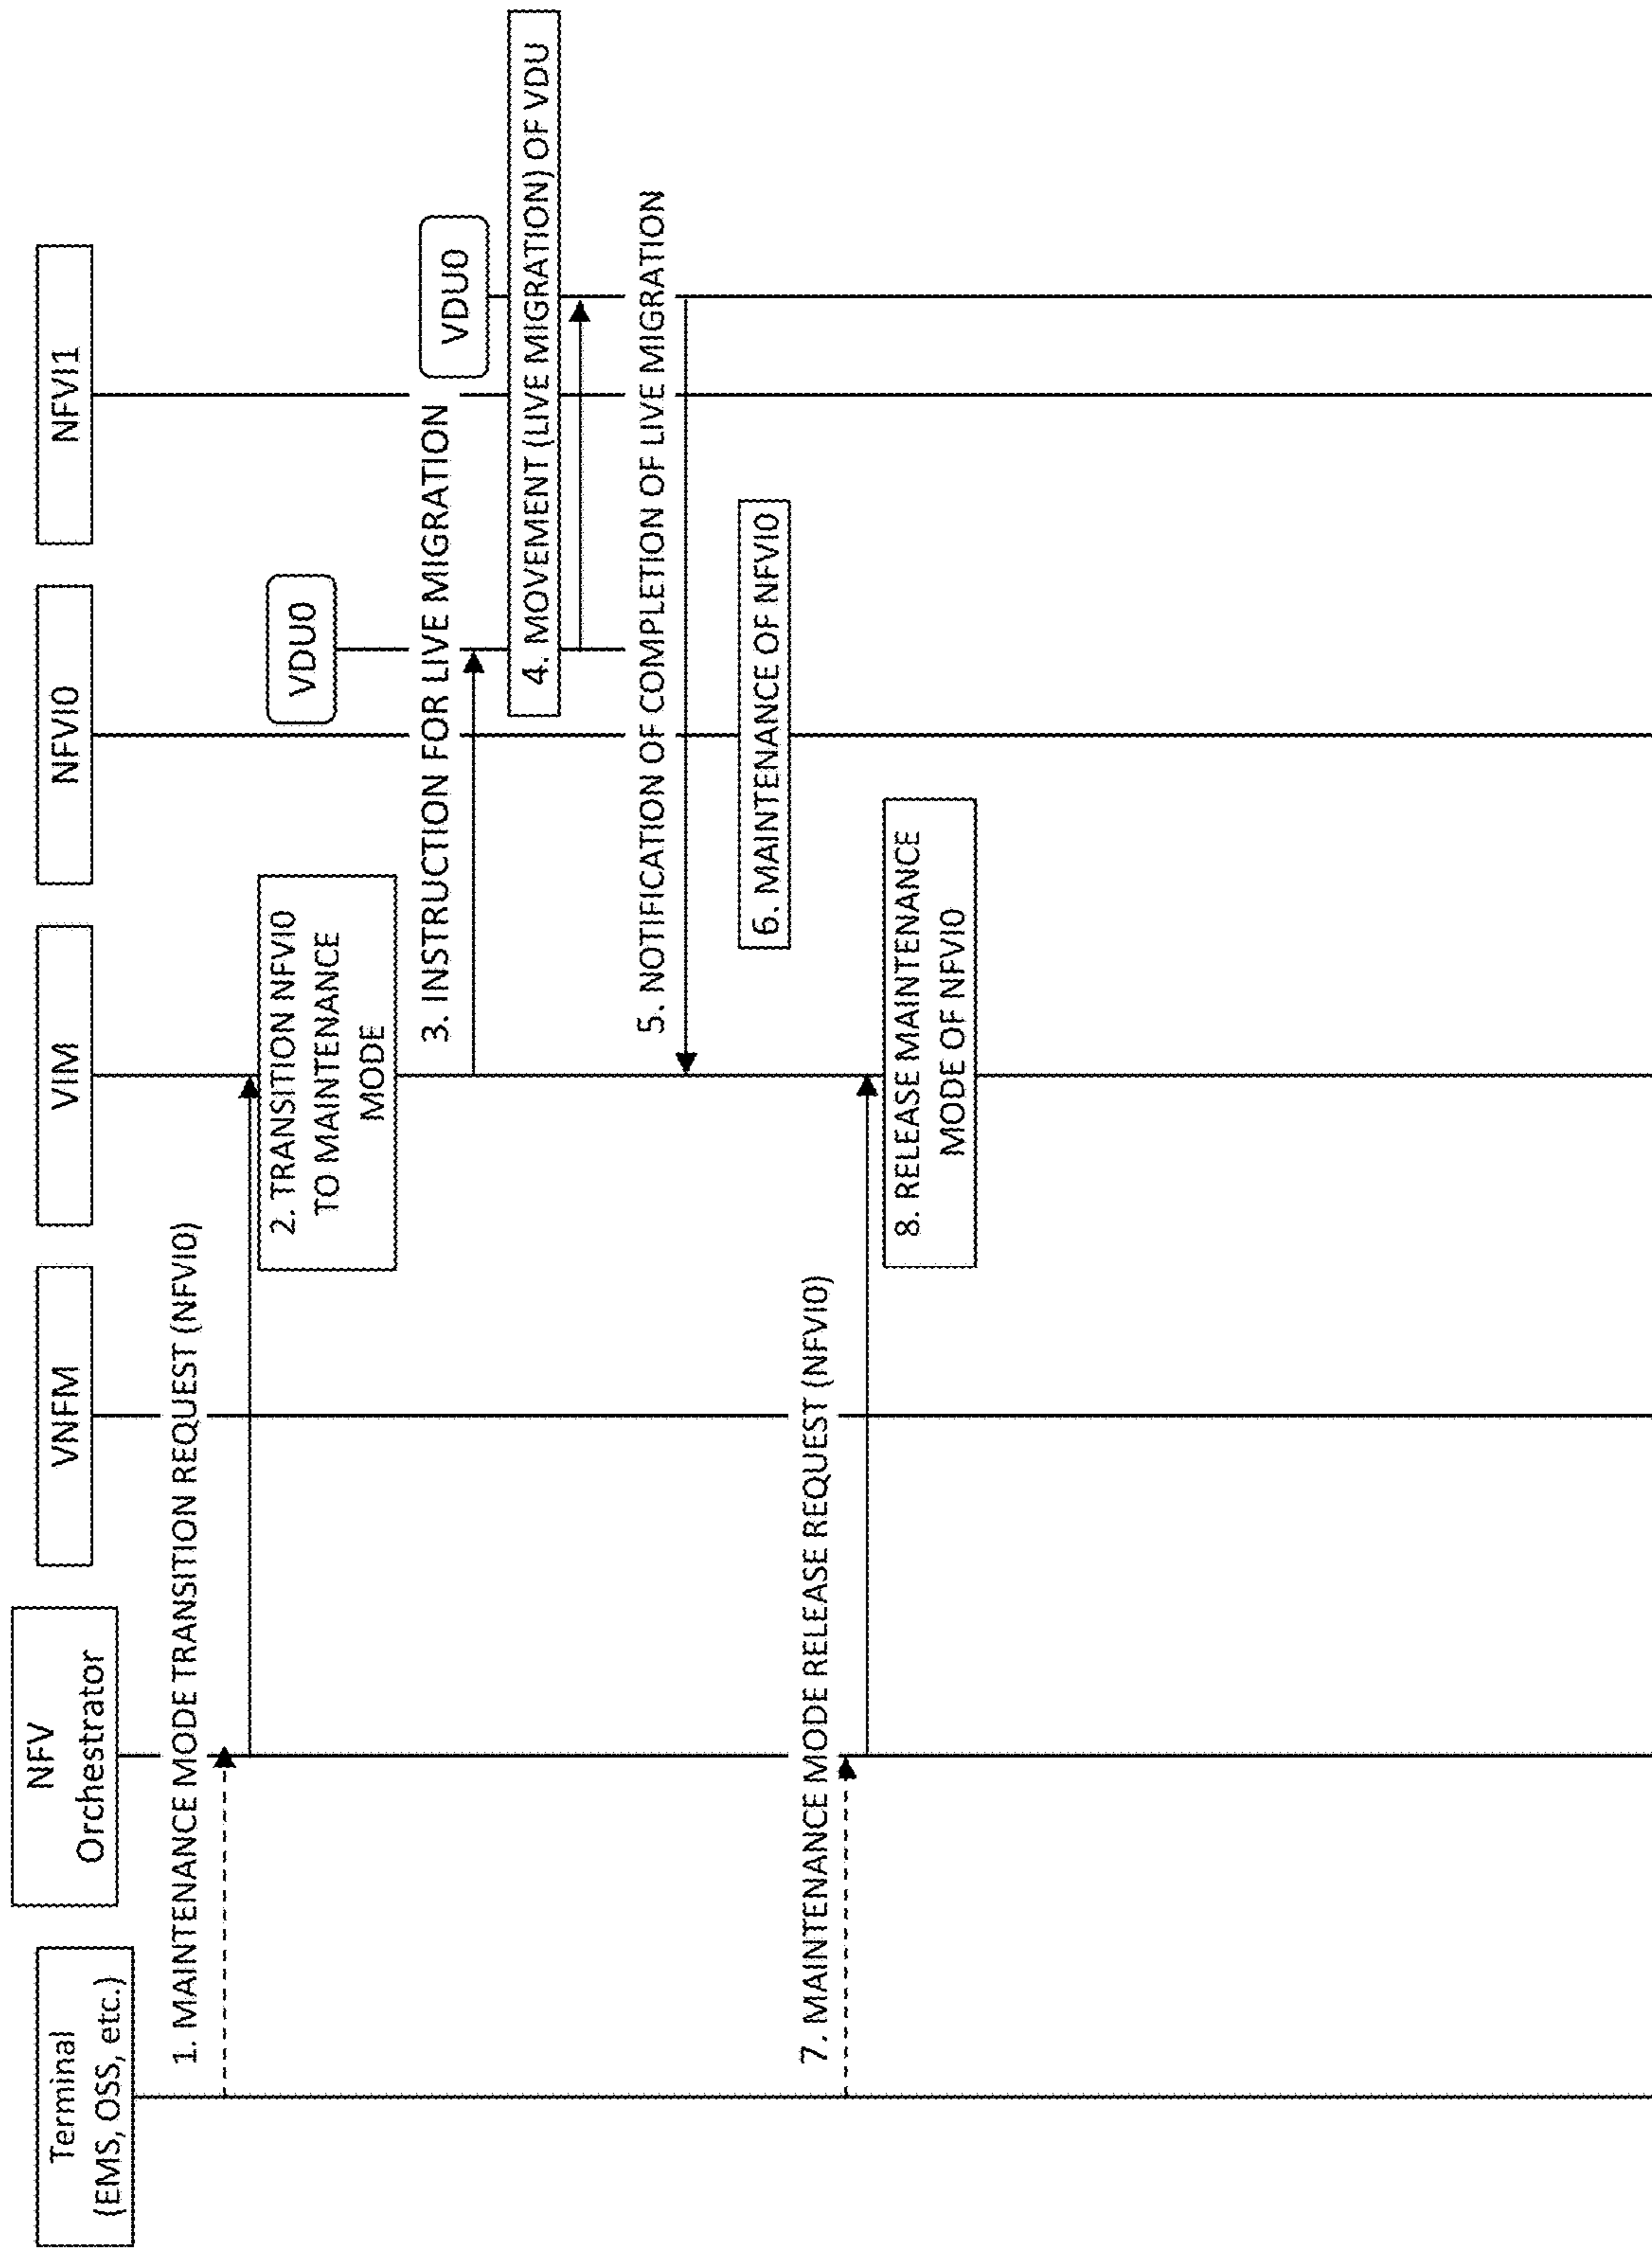 Terminal
(EMS, OSS, etc.)
NFV
Orchestrator
VNFM
VIM
NFVI0
NFVI1
1. MAINTENANCE MODE TRANSITION REQUEST (NFVI0)
2. TRANSITION NFVI0
TO MAINTENANCE
MODE
VDU0
3. INSTRUCTION FOR LIVE MIGRATION
VDU0
4. MOVEMENT (LIVE MIGRATION) OF VDU
5. NOTIFICATION OF COMPLETION OF LIVE MIGRATION
6. MAINTENANCE OF NFVI0
7. MAINTENANCE MODE RELEASE REQUEST (NFVI0)
8. RELEASE MAINTENANCE
MODE OF NFVI0